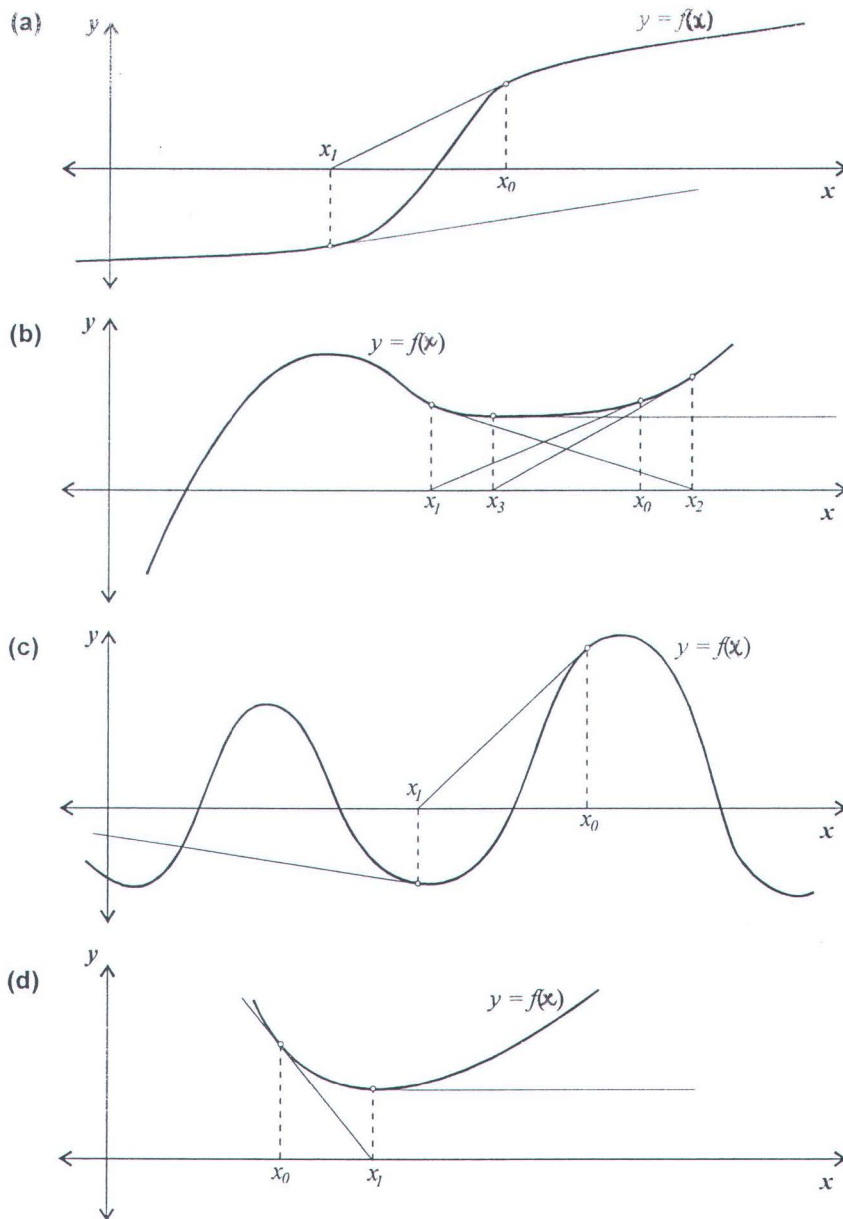 (a)
y
y = f(x)
x₁
x₀
x
(b)
y
y = f(x)
x₁ x₃ x₀ x₂
x
(c)
y
y = f(x)
x₁
x₀
x
(d)
y
y = f(x)
x₀ x₁
x